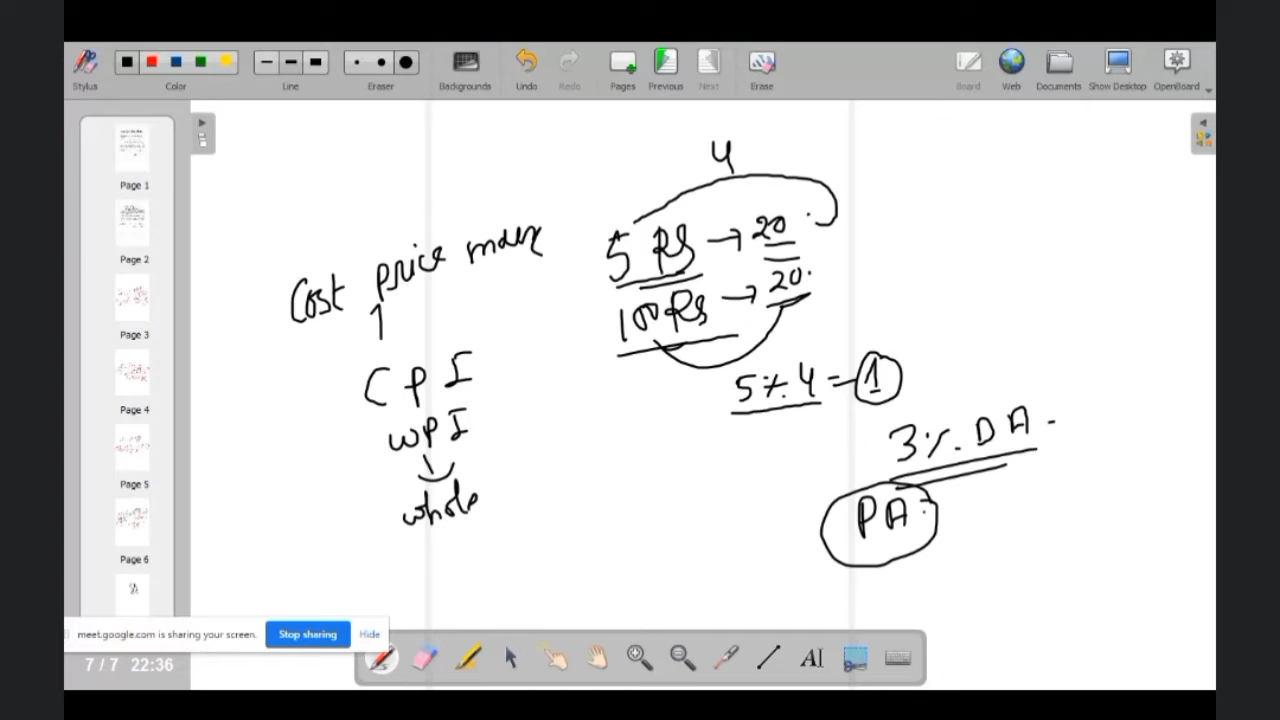 Stylus
Color
Line
Eraser
Backgrounds
Undo
Redo
Pages
Previous
Next
Erase
Board
Web
Documents
Show Desktop
OpenBoard
Page 1
Page 2
Page 3
Page 4
Page 5
Page 6
4
5 RS → 20
100 Rs → 20.
Cost price index
CPI
WPI
whole
5 % 4 = 1
3%. DA.
PA
meet.google.com is sharing your screen.
Stop sharing
Hide
7 / 7 22:36
AI